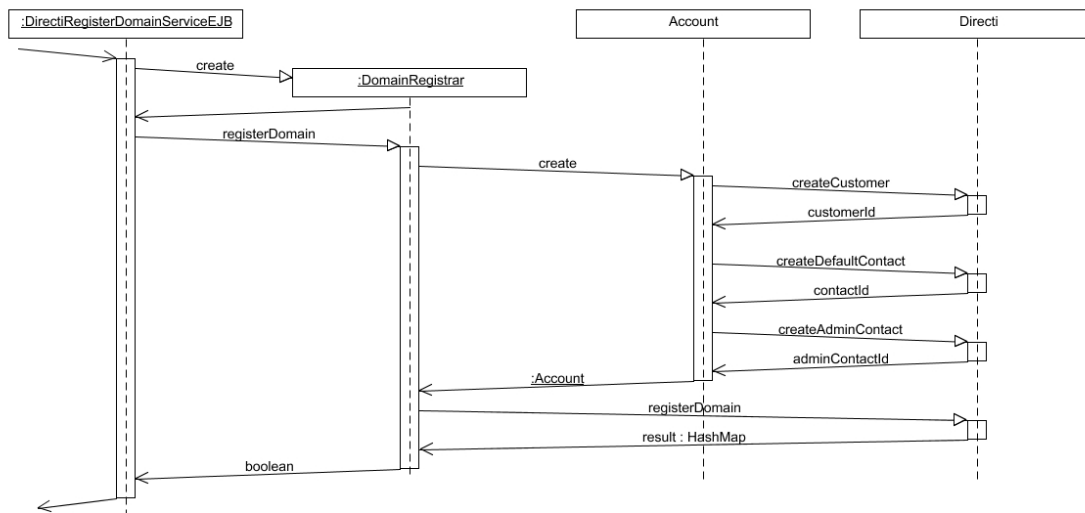 :DirectiRegisterDomainServiceEJB
Account
Directi
create
:DomainRegistrar
registerDomain
create
createCustomer
customerId
createDefaultContact
contactId
createAdminContact
adminContactId
:Account
registerDomain
result : HashMap
boolean